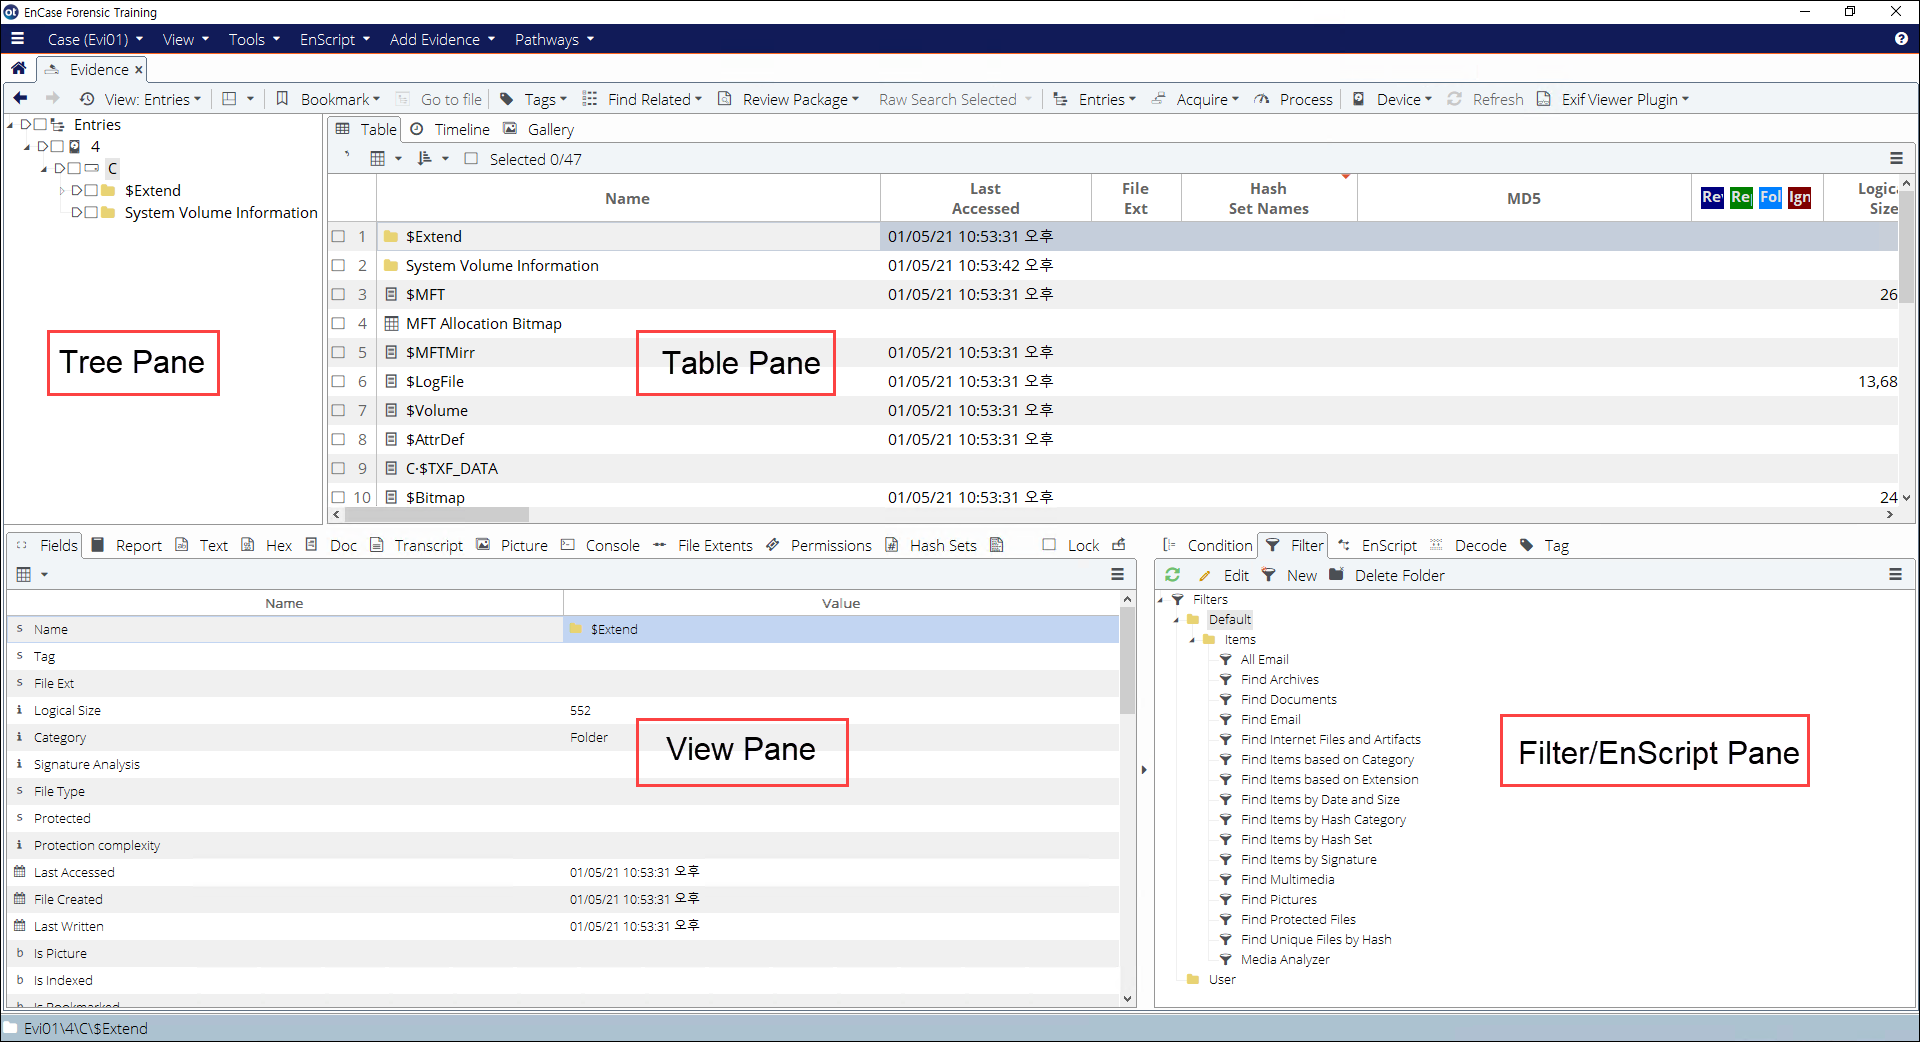 EnCase Forensic Training
Case (Evi01) View Tools EnScript Add Evidence Pathways
Evidence
View: Entries Bookmark Go to file Tags Find Related Review Package Raw Search Selected Entries Acquire Process Device Refresh Exif Viewer Plugin
Entries
4
C
$Extend
System Volume Information
Tree Pane
Table Timeline Gallery
Selected 0/47
Name Last Accessed File Ext Hash Set Names MD5 Re Re Fol Ign Logica Size
1 $Extend 01/05/21 10:53:31 오후
2 System Volume Information 01/05/21 10:53:42 오후
3 $MFT 01/05/21 10:53:31 오후 26
4 MFT Allocation Bitmap
5 $MFTMirr 01/05/21 10:53:31 오후
6 $LogFile 01/05/21 10:53:31 오후 13,68
7 $Volume 01/05/21 10:53:31 오후
8 $AttrDef 01/05/21 10:53:31 오후
9 C·$TXF_DATA
10 $Bitmap 01/05/21 10:53:31 오후 24
Table Pane
Fields Report Text Hex Doc Transcript Picture Console File Extents Permissions Hash Sets Lock
Name Value
s Name $Extend
s Tag
s File Ext
i Logical Size 552
i Category Folder
i Signature Analysis
s File Type
s Protected
i Protection complexity
Last Accessed 01/05/21 10:53:31 오후
File Created 01/05/21 10:53:31 오후
Last Written 01/05/21 10:53:31 오후
b Is Picture
b Is Indexed
b Is Bookmarked
View Pane
Condition Filter EnScript Decode Tag
Edit New Delete Folder
Filters
Default
Items
All Email
Find Archives
Find Documents
Find Email
Find Internet Files and Artifacts
Find Items based on Category
Find Items based on Extension
Find Items by Date and Size
Find Items by Hash Category
Find Items by Hash Set
Find Items by Signature
Find Multimedia
Find Pictures
Find Protected Files
Find Unique Files by Hash
Media Analyzer
User
Filter/EnScript Pane
Evi01\4\C\$Extend